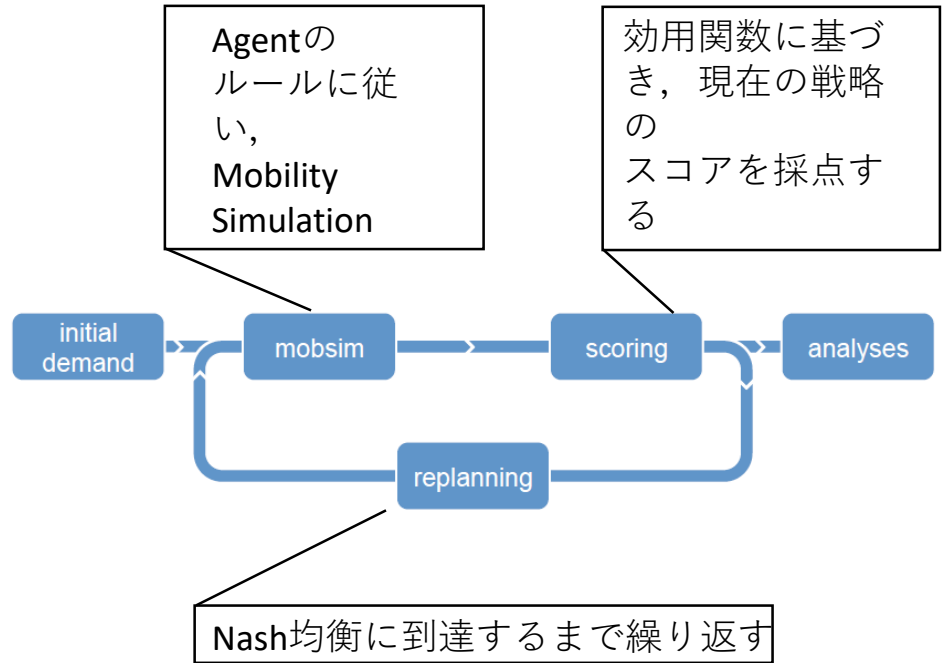 Agentの
ルールに従
い，
Mobility
Simulation
効用関数に基づ
き，現在の戦略
の
スコアを採点す
る
initial
demand
mobsim
scoring
analyses
replanning
Nash均衡に到達するまで繰り返す